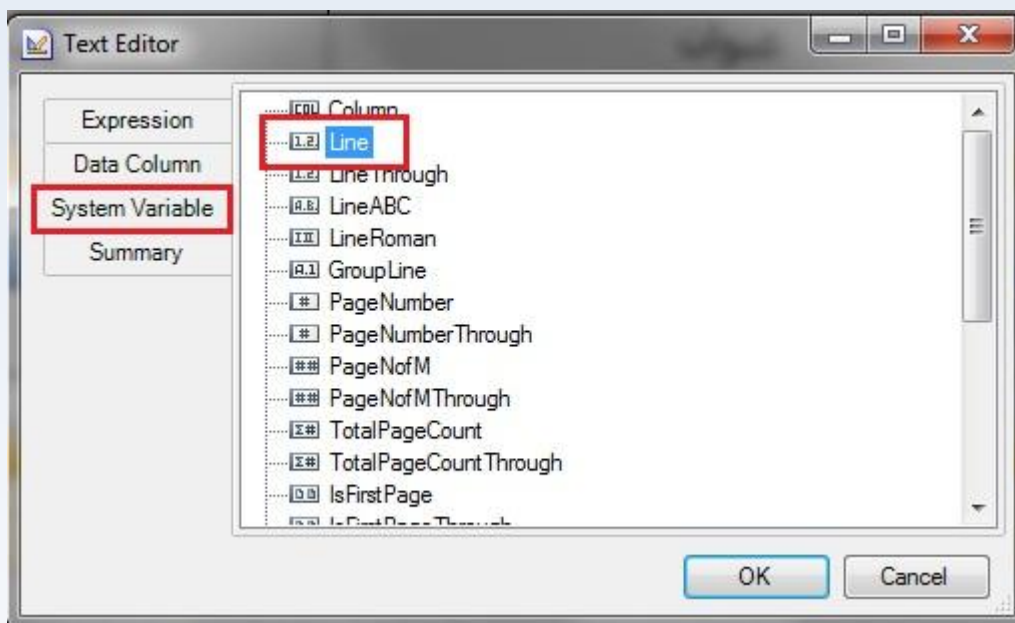 Text Editor
Expression
Data Column
System Variable
Summary
Column
Line
LineThrough
LineABC
LineRoman
GroupLine
PageNumber
PageNumberThrough
PageNofM
PageNofMThrough
TotalPageCount
TotalPageCountThrough
IsFirstPage
IsFirstPageThrough
OK
Cancel